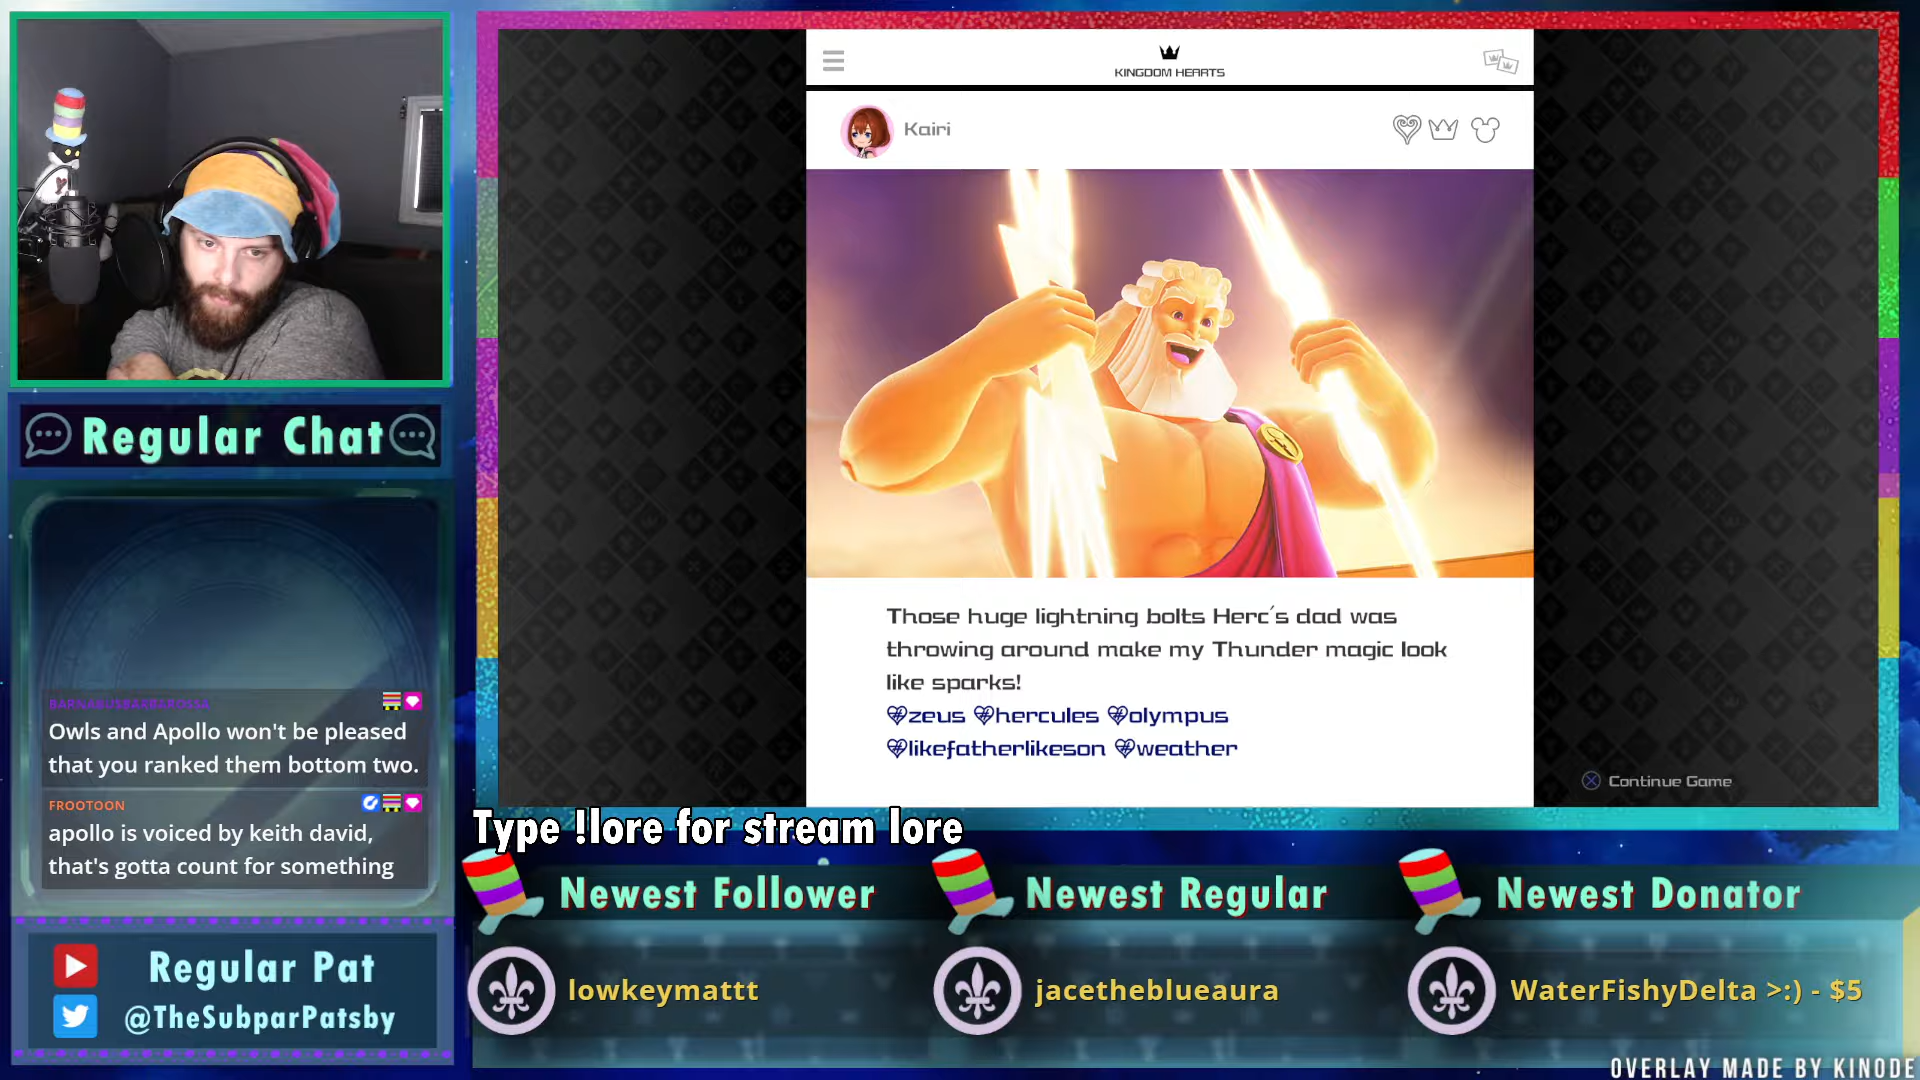 KINGDOM HEARTS
Kairi
Those huge lightning bolts Herc's dad was
throwing around make my Thunder magic look
like sparks!
#zeus #hercules #olympus
#likefatherlikeson #weather
Continue Game
Regular Chat
BARNABUSBARBAROSSA
Owls and Apollo won't be pleased
that you ranked them bottom two.
FROOTOON
apollo is voiced by keith david,
that's gotta count for something
Regular Pat
@TheSubparPatsby
Type !lore for stream lore
Newest Follower
lowkeymattt
Newest Regular
jacetheblueaura
Newest Donator
WaterFishyDelta >:) - $5
OVERLAY MADE BY KINODE